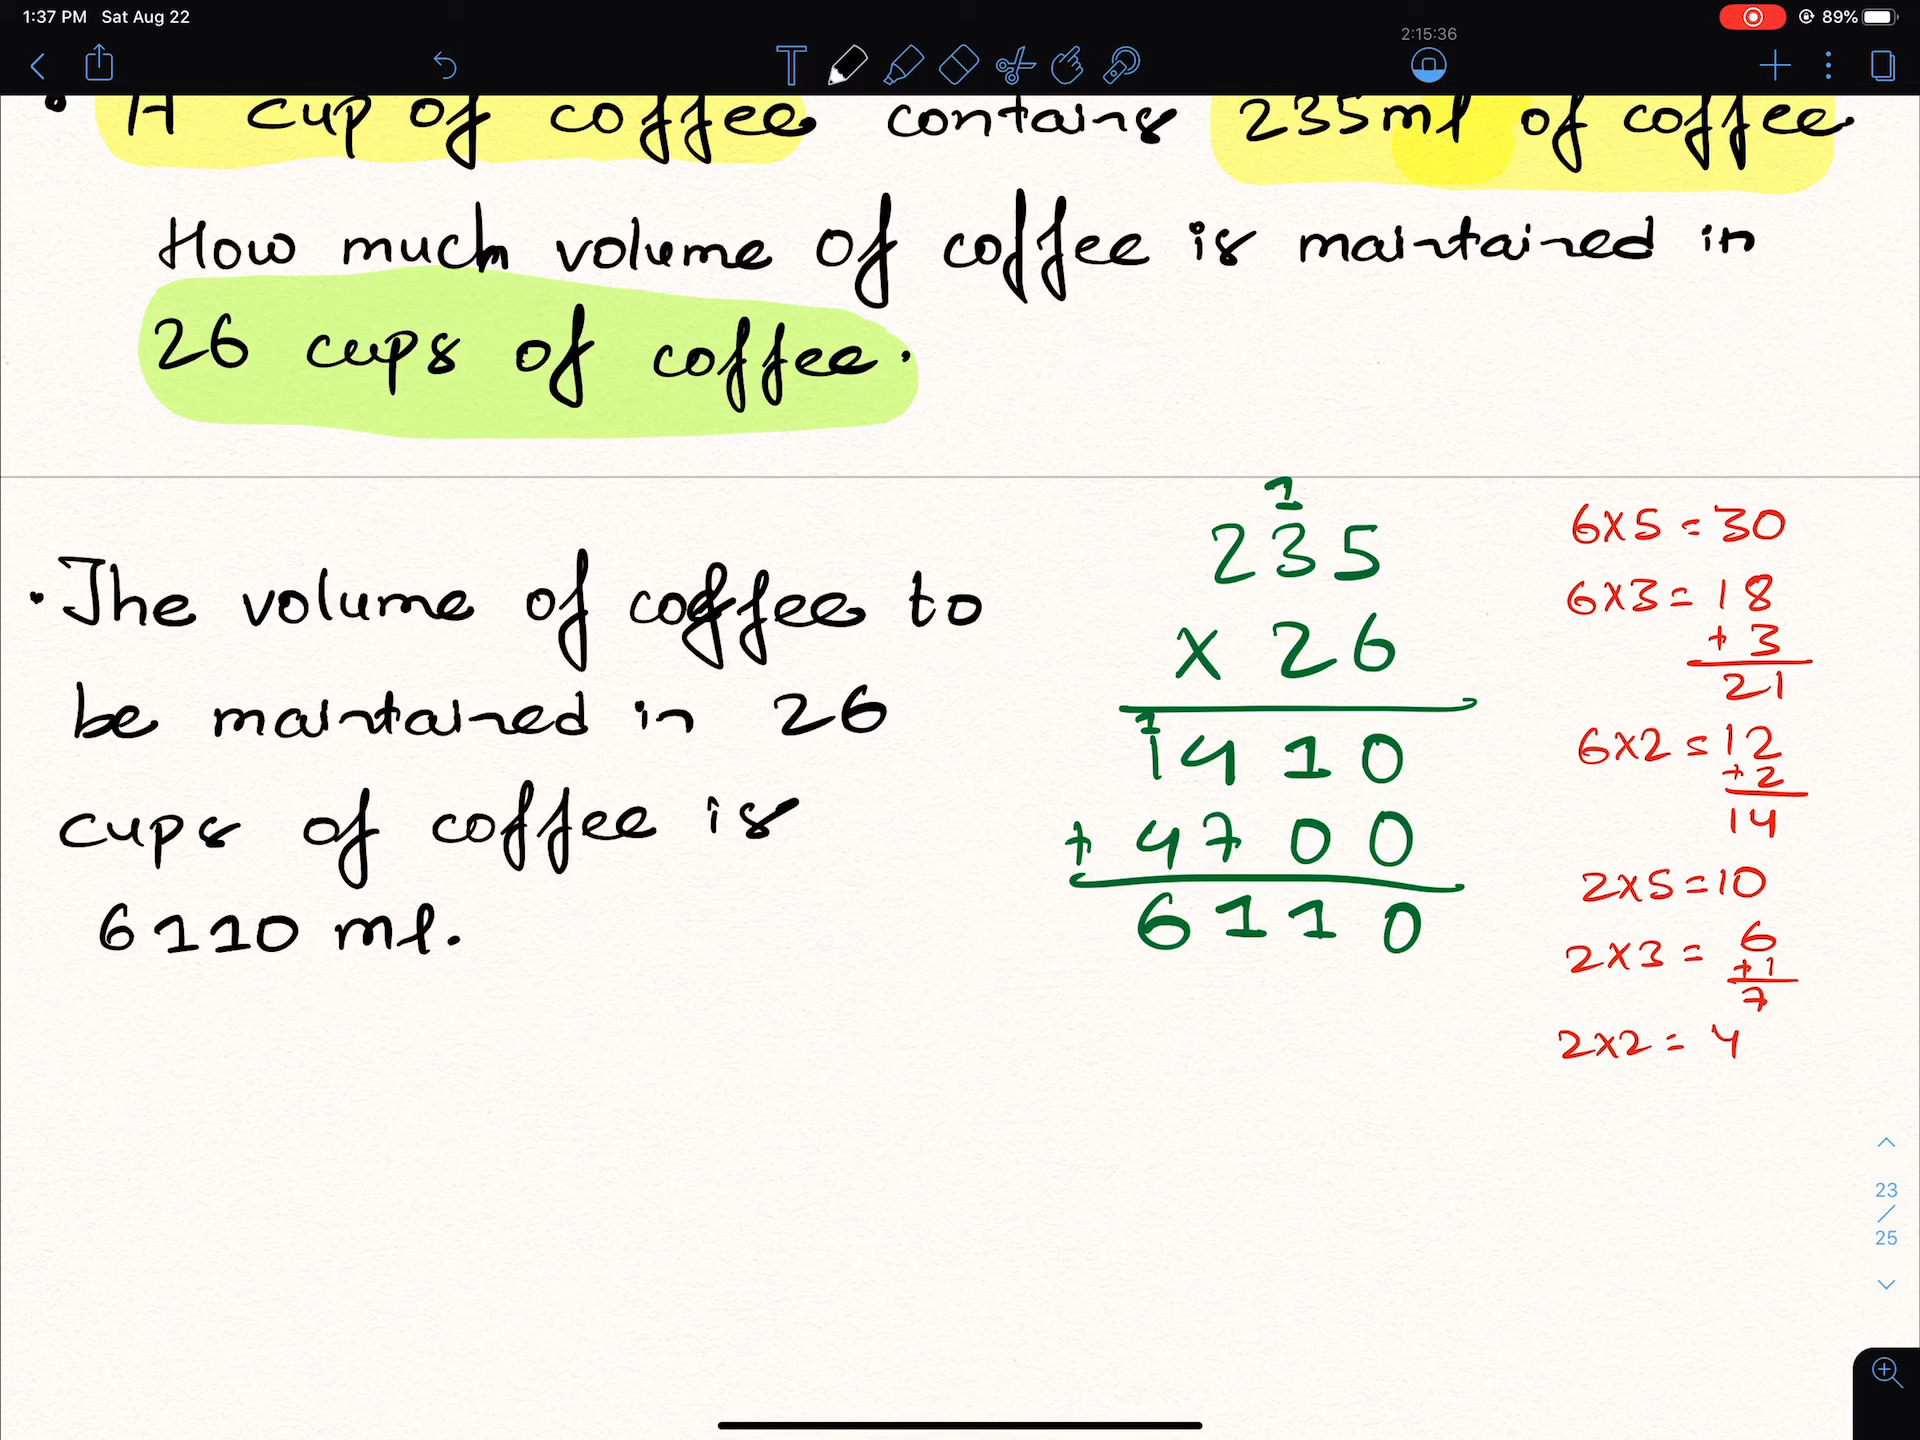 1:37 PM Sat Aug 22
89%
2:15:36
• A cup of coffee contains 235ml of coffee
How much volume of coffee is maintained in
26 cups of coffee.
• The volume of coffee to
be maintained in 26
cups of coffee is
6110 ml.
1
235
x 26
1
1410
+ 4700
6110
6x5 = 30
6x3 = 18
+ 3
21
6x2 = 12
+2
14
2x5=10
2x3 = 6
+1
7
2x2 = 4
23
/
25